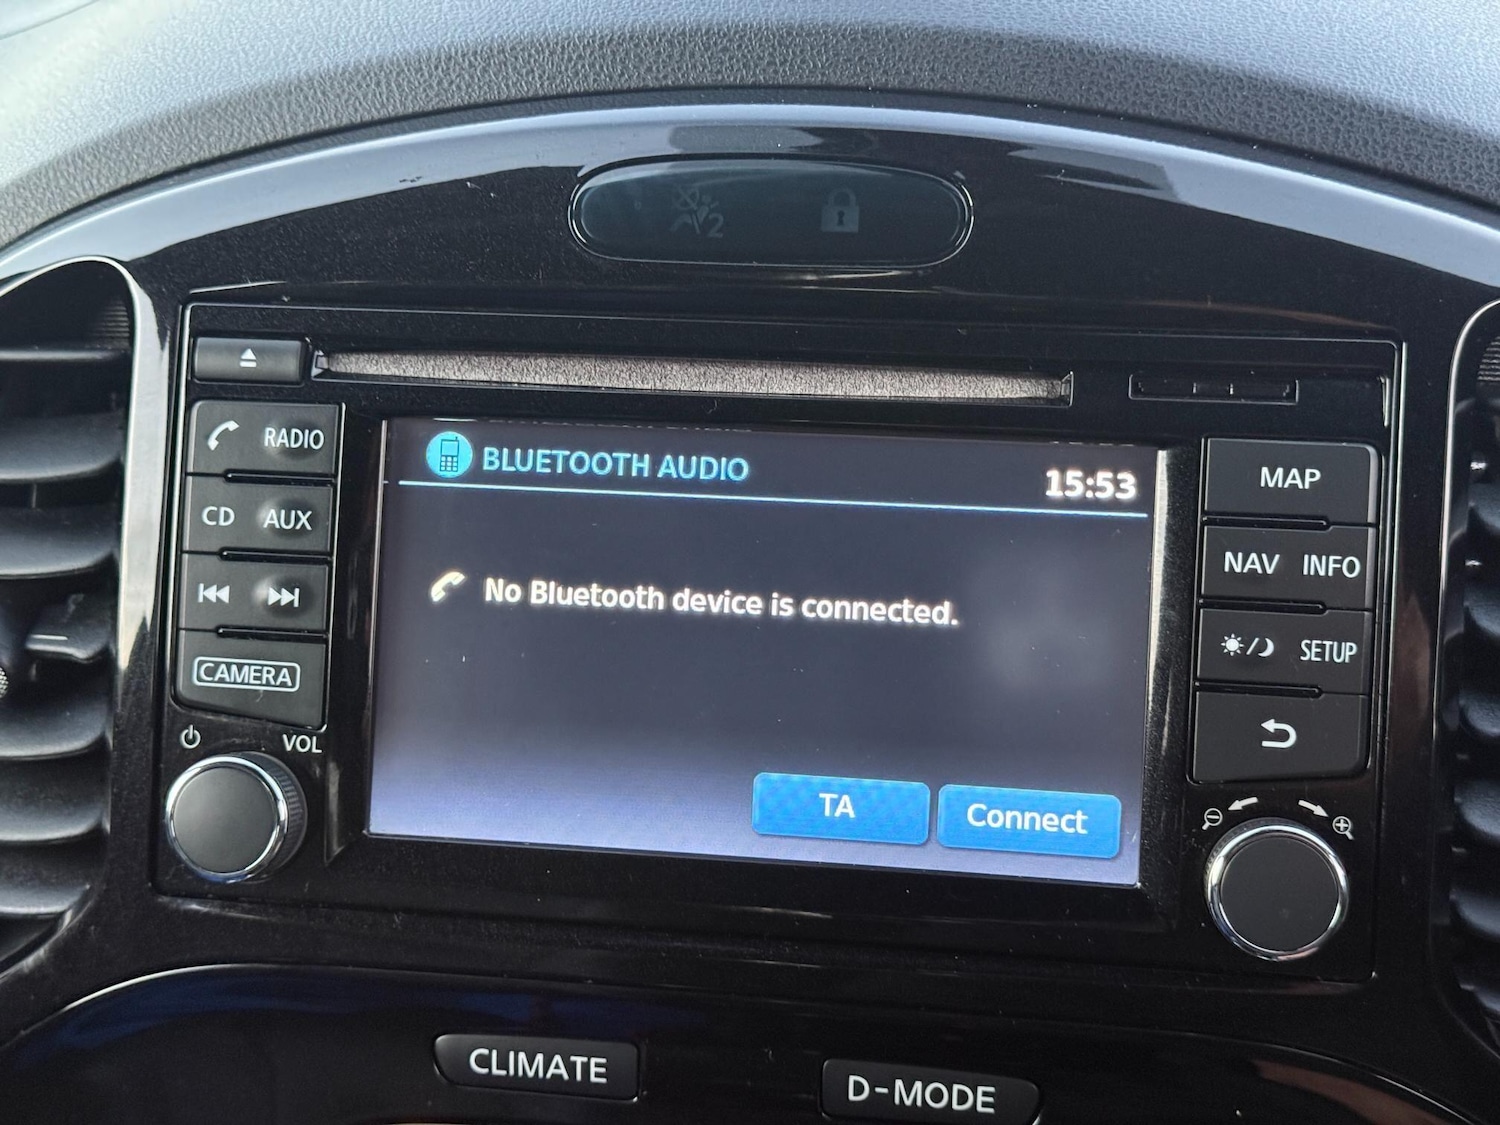 2
RADIO
CD AUX
CAMERA
VOL
BLUETOOTH AUDIO 15:53
No Bluetooth device is connected.
TA Connect
MAP
NAV INFO
SETUP
CLIMATE
D-MODE